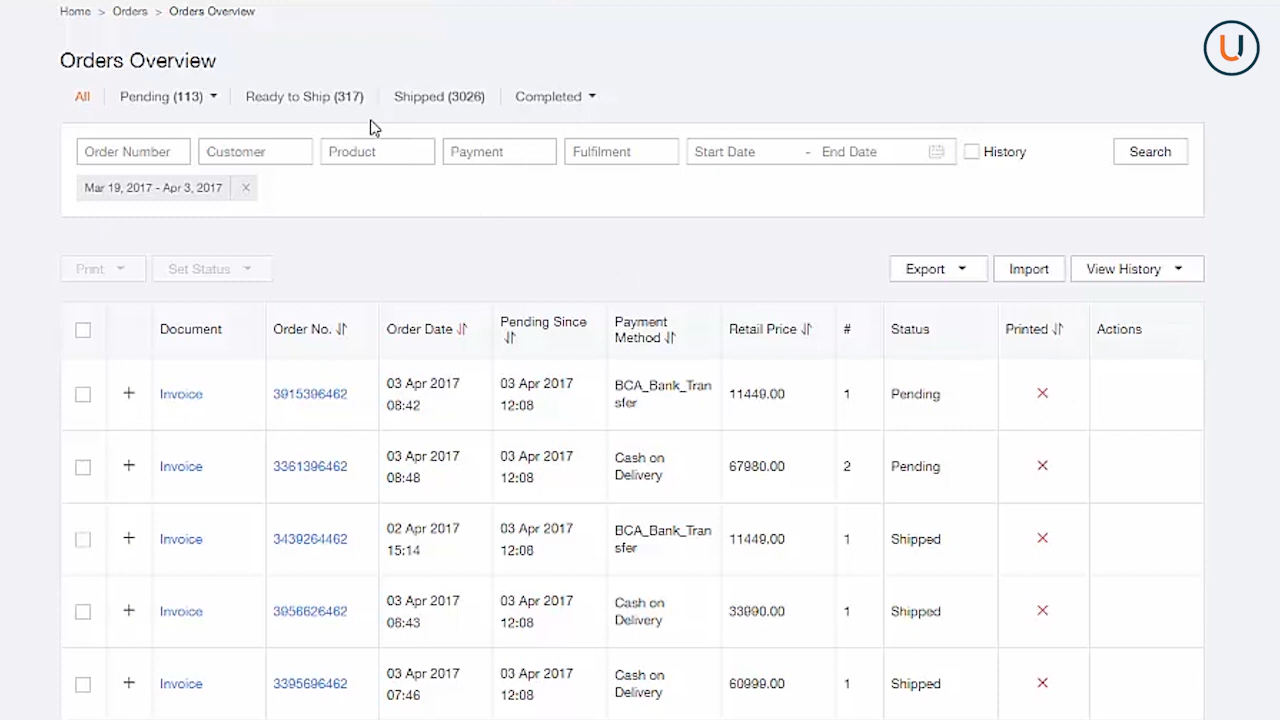 Home > Orders > Orders Overview
U
Orders Overview
All Pending (113) Ready to Ship (317) Shipped (3026) Completed
Order Number Customer Product Payment Fulfilment Start Date - End Date History Search
Mar 19, 2017 - Apr 3, 2017 ×
Print Set Status Export Import View History
Document Order No. Order Date Pending Since Payment Method Retail Price # Status Printed Actions
+ Invoice 3915396462 03 Apr 2017 08:42 03 Apr 2017 12:08 BCA_Bank_Transfer 11449.00 1 Pending ×
+ Invoice 3361396462 03 Apr 2017 08:48 03 Apr 2017 12:08 Cash on Delivery 67980.00 2 Pending ×
+ Invoice 3439264462 02 Apr 2017 15:14 03 Apr 2017 12:08 BCA_Bank_Transfer 11449.00 1 Shipped ×
+ Invoice 3956626462 03 Apr 2017 06:43 03 Apr 2017 12:08 Cash on Delivery 33990.00 1 Shipped ×
+ Invoice 3395696462 03 Apr 2017 07:46 03 Apr 2017 12:08 Cash on Delivery 60999.00 1 Shipped ×